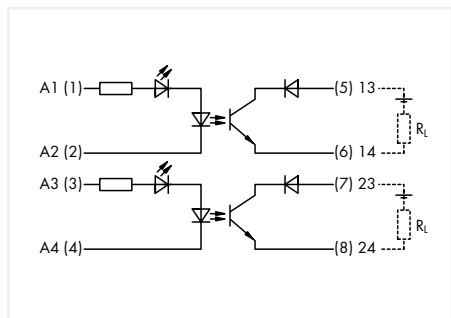 A1 (1) (5) 13
R_L
A2 (2) (6) 14
A3 (3) (7) 23
R_L
A4 (4) (8) 24